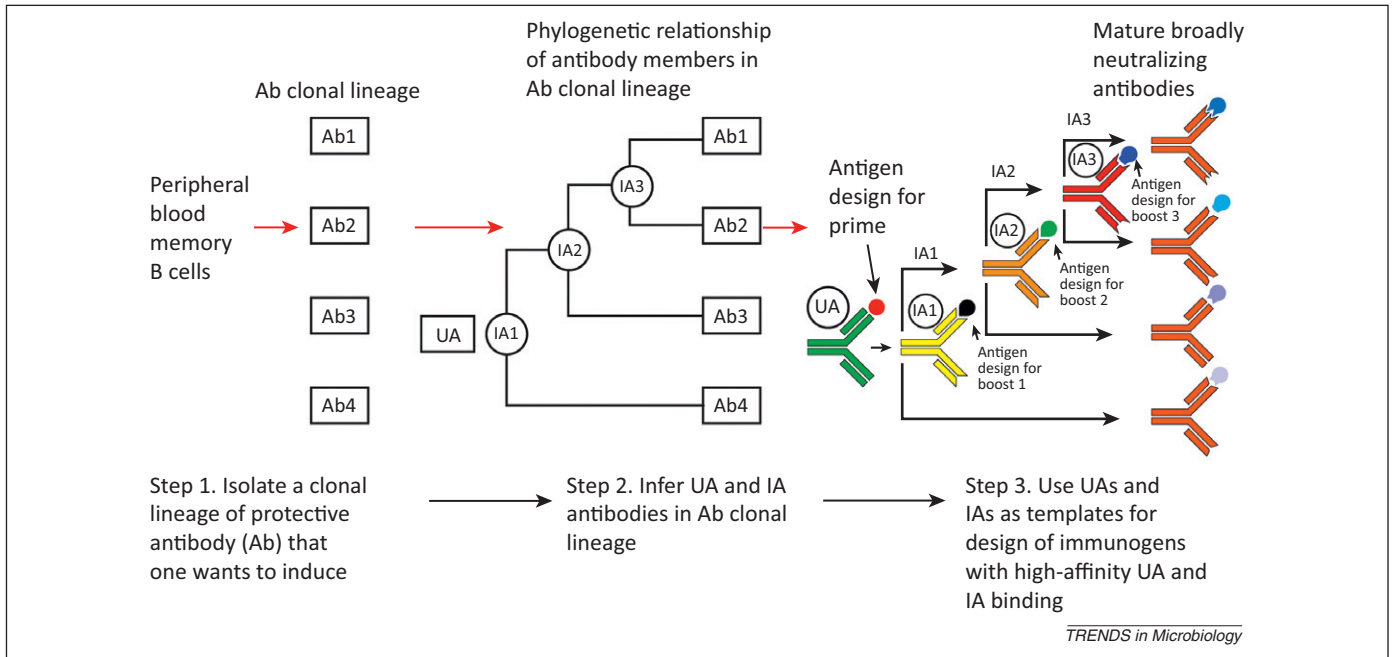 Ab clonal lineage
Phylogenetic relationship
of antibody members in
Ab clonal lineage
Mature broadly
neutralizing
antibodies
Peripheral
blood
memory
B cells
Ab1
Ab2
Ab3
Ab4
UA
IA1
IA2
IA3
Ab1
Ab2
Ab3
Ab4
Antigen
design for
prime
UA
IA1
IA1
Antigen
design for
boost 1
IA2
IA2
Antigen
design for
boost 2
IA3
IA3
Antigen
design for
boost 3
Step 1. Isolate a clonal
lineage of protective
antibody (Ab) that
one wants to induce
Step 2. Infer UA and IA
antibodies in Ab clonal
lineage
Step 3. Use UAs and
IAs as templates for
design of immunogens
with high-affinity UA and
IA binding
TRENDS in Microbiology